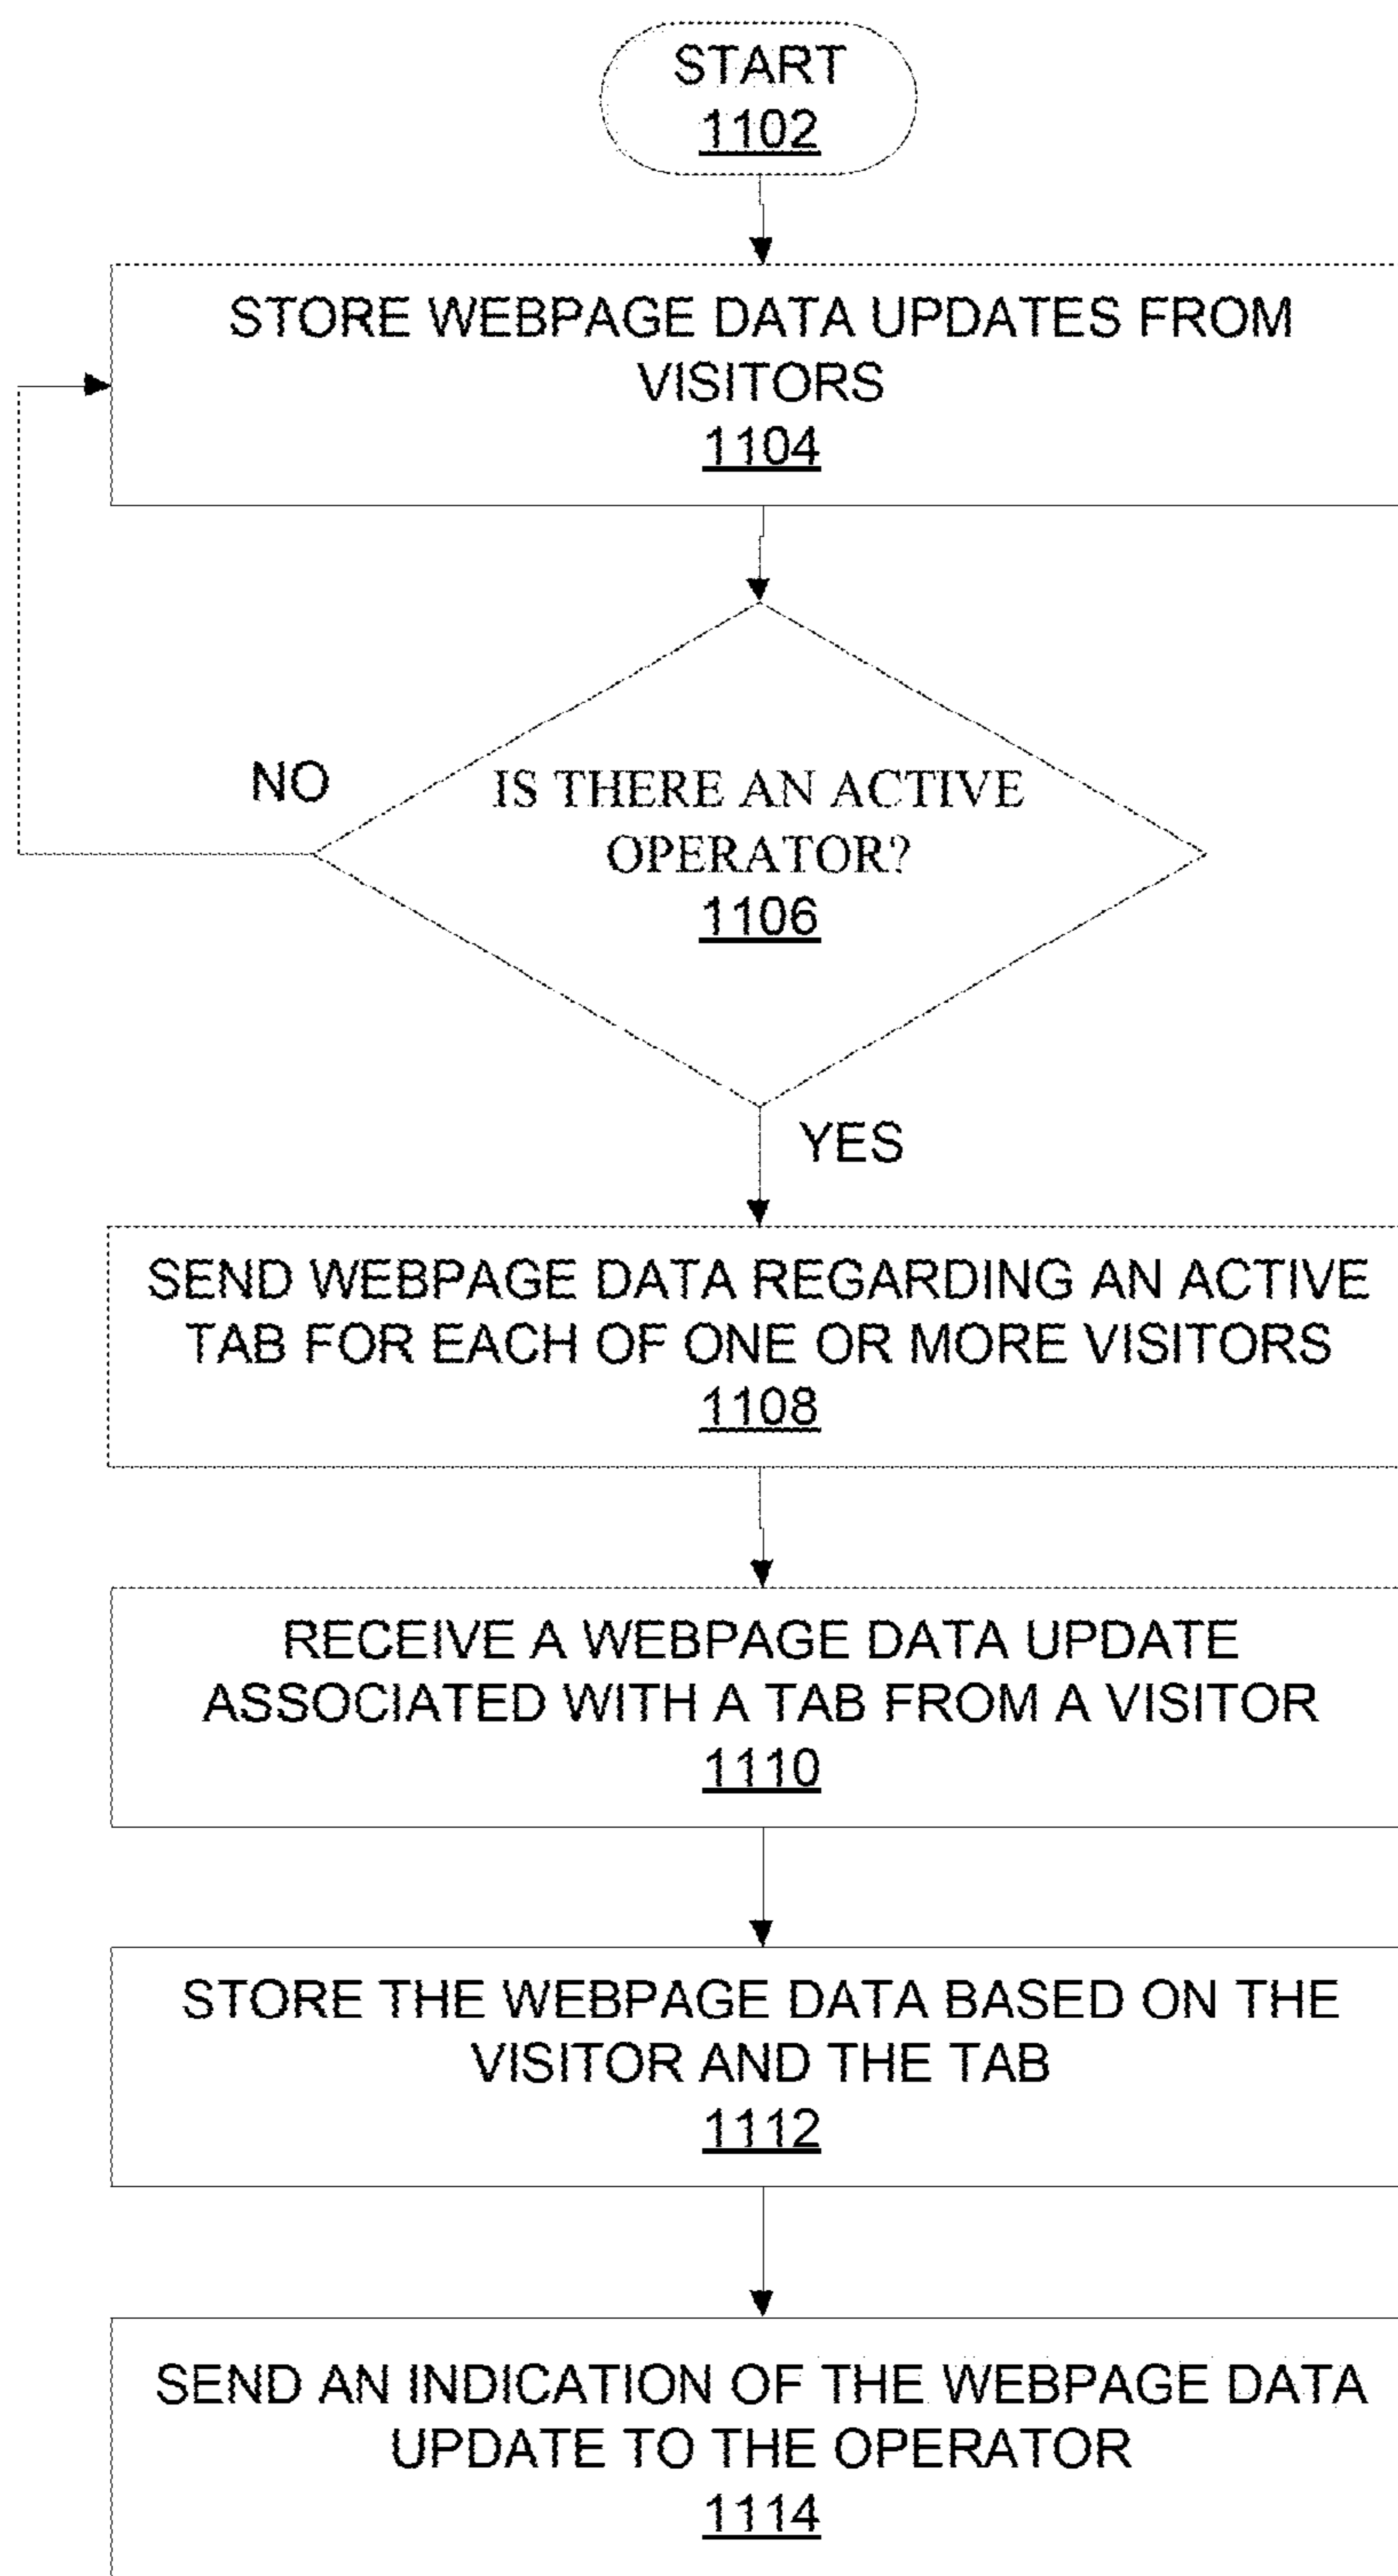 START
1102
STORE WEBPAGE DATA UPDATES FROM
VISITORS
1104
NO
IS THERE AN ACTIVE
OPERATOR?
1106
YES
SEND WEBPAGE DATA REGARDING AN ACTIVE
TAB FOR EACH OF ONE OR MORE VISITORS
1108
RECEIVE A WEBPAGE DATA UPDATE
ASSOCIATED WITH A TAB FROM A VISITOR
1110
STORE THE WEBPAGE DATA BASED ON THE
VISITOR AND THE TAB
1112
SEND AN INDICATION OF THE WEBPAGE DATA
UPDATE TO THE OPERATOR
1114